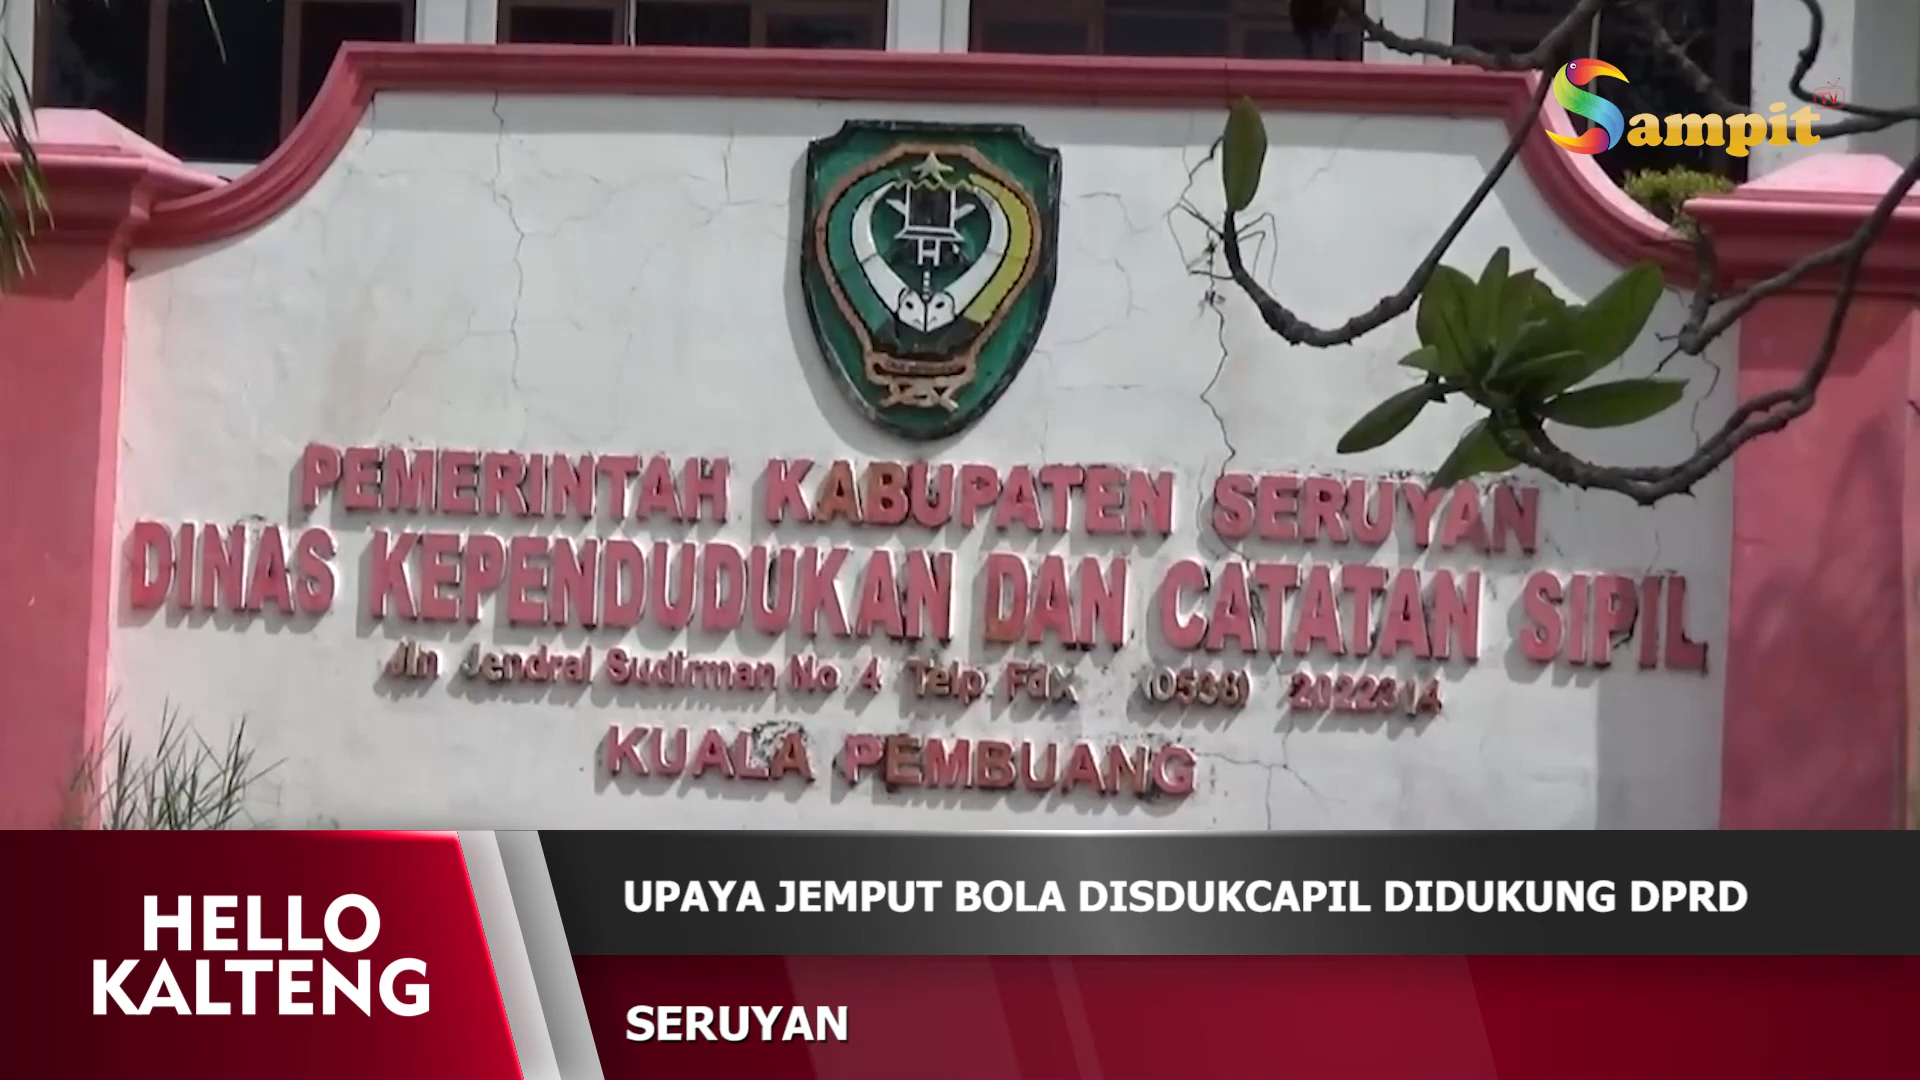 Sampit
TV
PEMERINTAH KABUPATEN SERUYAN
DINAS KEPENDUDUKAN DAN CATATAN SIPIL
Jln Jendral Sudirman No 4 Telp. Fax (0538) 2022314
KUALA PEMBUANG
HELLO
KALTENG
UPAYA JEMPUT BOLA DISDUKCAPIL DIDUKUNG DPRD
SERUYAN